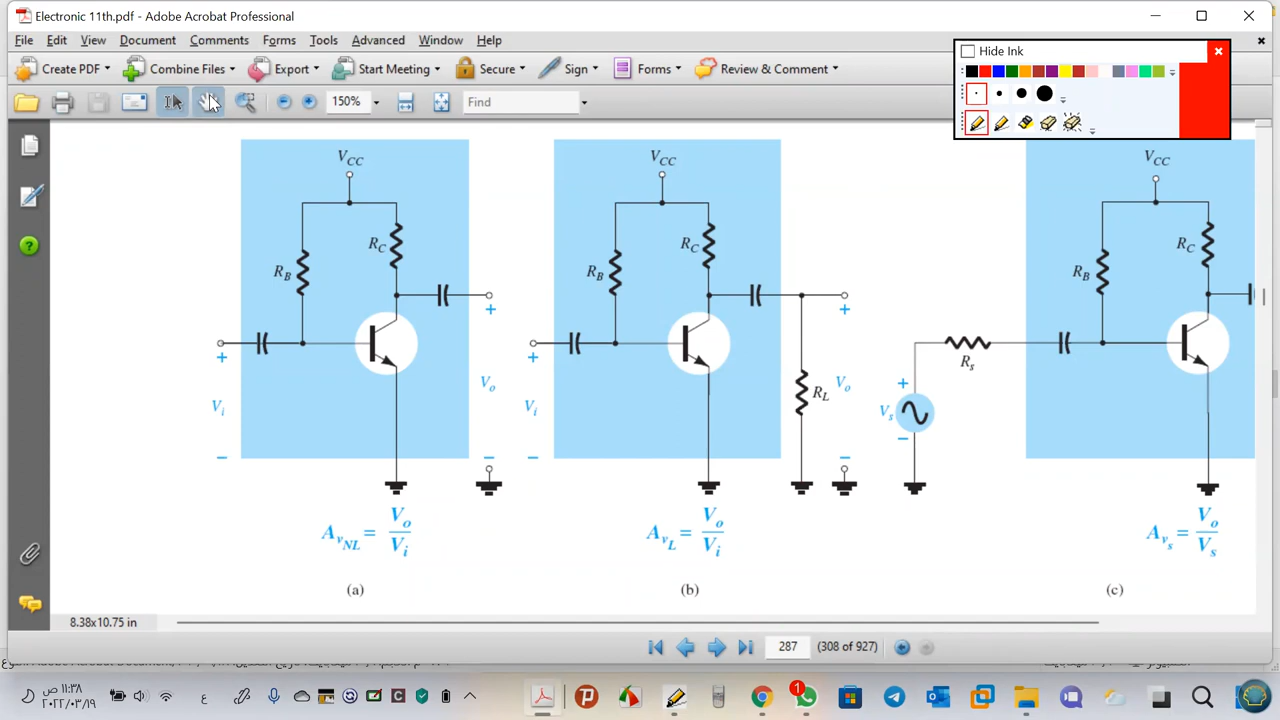 Electronic 11th.pdf - Adobe Acrobat Professional
File Edit View Document Comments Forms Tools Advanced Window Help
Hide Ink
Create PDF Combine Files Export Start Meeting Secure Sign Forms Review & Comment
150% Find
VCC VCC VCC
RC RC RC
RB RB RB
+ + + +
Rs
Vi Vo Vi RL Vo Vs +
− − − − −
AvNL = Vo/Vi AvL = Vo/Vi Avs = Vo/Vs
(a) (b) (c)
8.38x10.75 in
287 (308 of 927)
١١:٣٨ ص
٢٠٢٢/٠٣/١٩
ع
1